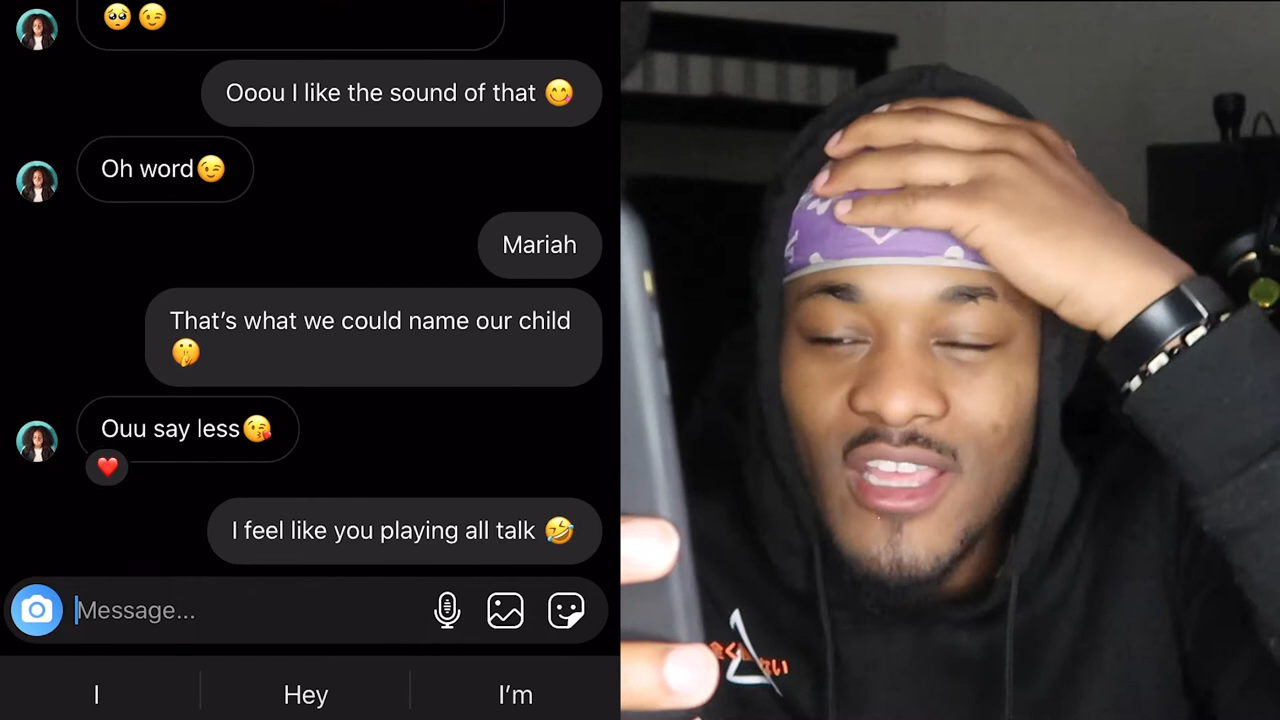 🥺 😉
Ooou I like the sound of that 😋
Oh word😉
Mariah
That’s what we could name our child
🤫
Ouu say less😘
❤️
I feel like you playing all talk 🤣
Message...
I
Hey
I’m